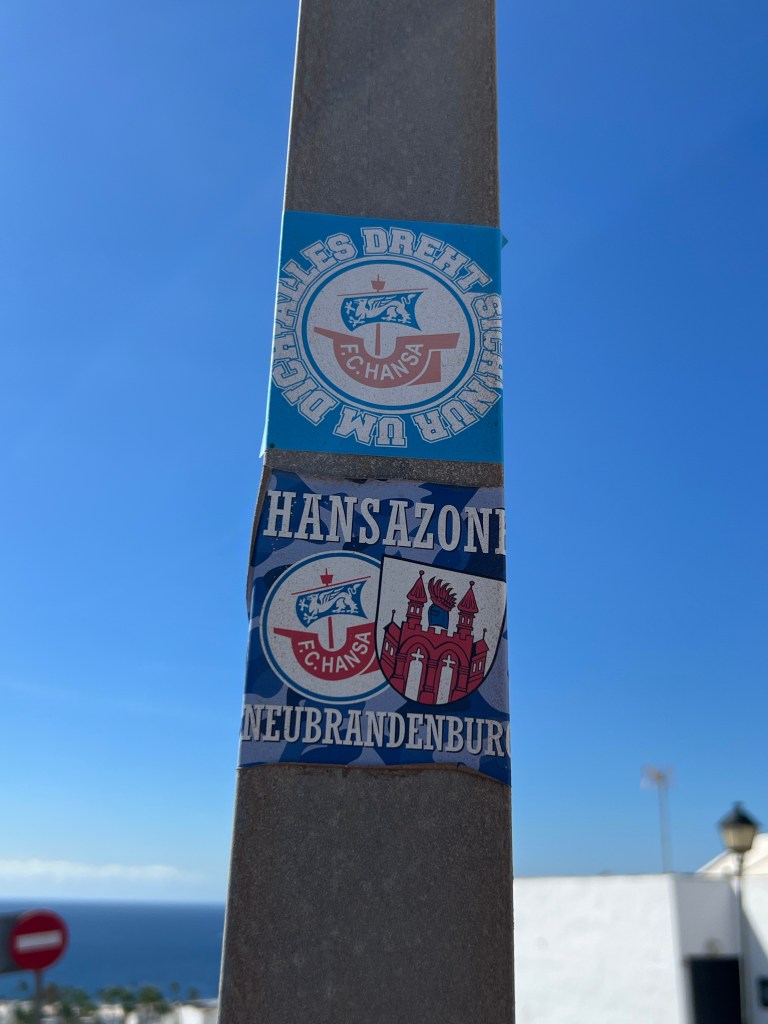 ALLES DREHT SICH NUR UM DICH
F.C. HANSA
HANSAZONE
F.C. HANSA
NEUBRANDENBURG